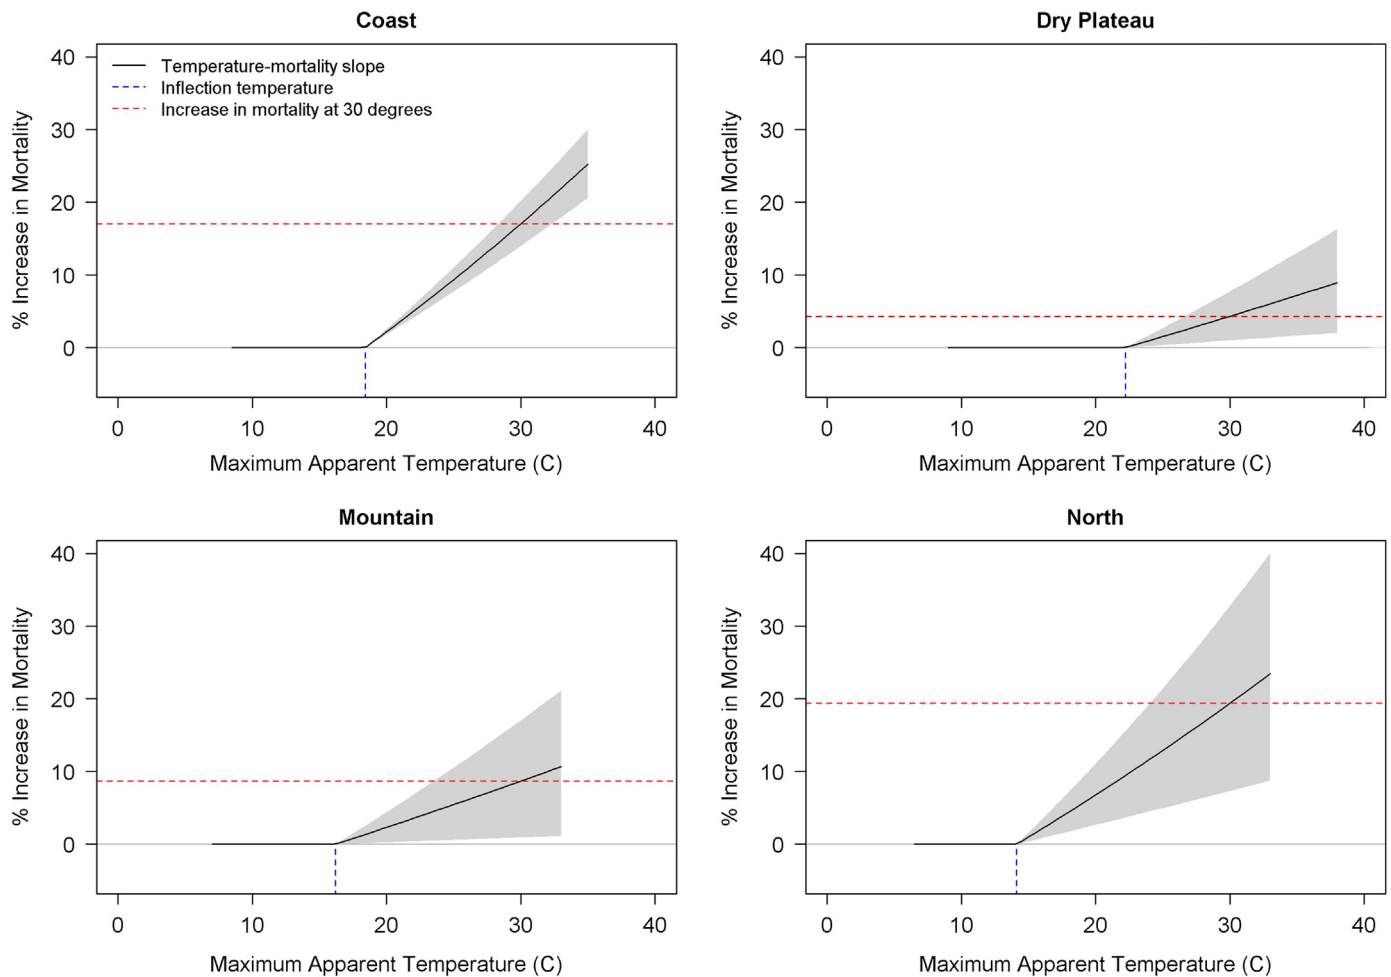 Coast
40
30
20
10
0
% Increase in Mortality
Temperature-mortality slope
Inflection temperature
Increase in mortality at 30 degrees
0 10 20 30 40
Maximum Apparent Temperature (C)
Dry Plateau
40
30
20
10
0
% Increase in Mortality
0 10 20 30 40
Maximum Apparent Temperature (C)
Mountain
40
30
20
10
0
% Increase in Mortality
0 10 20 30 40
Maximum Apparent Temperature (C)
North
40
30
20
10
0
% Increase in Mortality
0 10 20 30 40
Maximum Apparent Temperature (C)